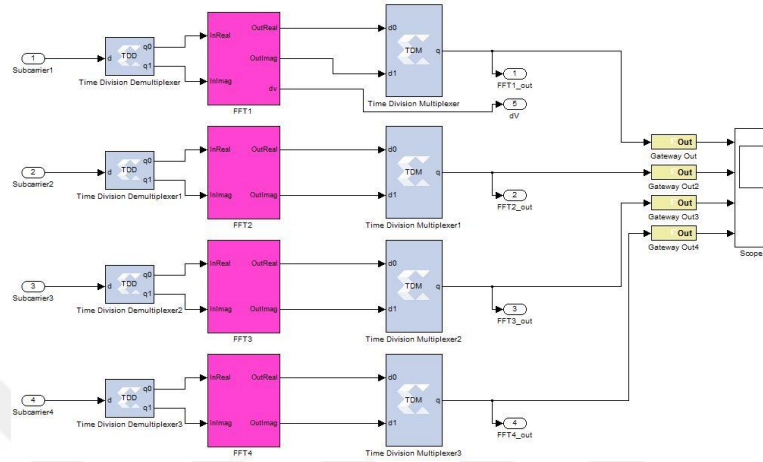 1
Subcarrier1
d
TDD
q0
q1
Time Division Demultiplexer
InReal
InImag
OutReal
OutImag
dv
FFT1
d0
d1
TDM
q
Time Division Multiplexer
1
FFT1_out
5
dV
2
Subcarrier2
d
TDD
q0
q1
Time Division Demultiplexer1
InReal
InImag
OutReal
OutImag
FFT2
d0
d1
TDM
q
Time Division Multiplexer1
2
FFT2_out
3
Subcarrier3
d
TDD
q0
q1
Time Division Demultiplexer2
InReal
InImag
OutReal
OutImag
FFT3
d0
d1
TDM
q
Time Division Multiplexer2
3
FFT3_out
4
Subcarrier4
d
TDD
q0
q1
Time Division Demultiplexer3
InReal
InImag
OutReal
OutImag
FFT4
d0
d1
TDM
q
Time Division Multiplexer3
4
FFT4_out
Out
Gateway Out
Out
Gateway Out2
Out
Gateway Out3
Out
Gateway Out4
Scope